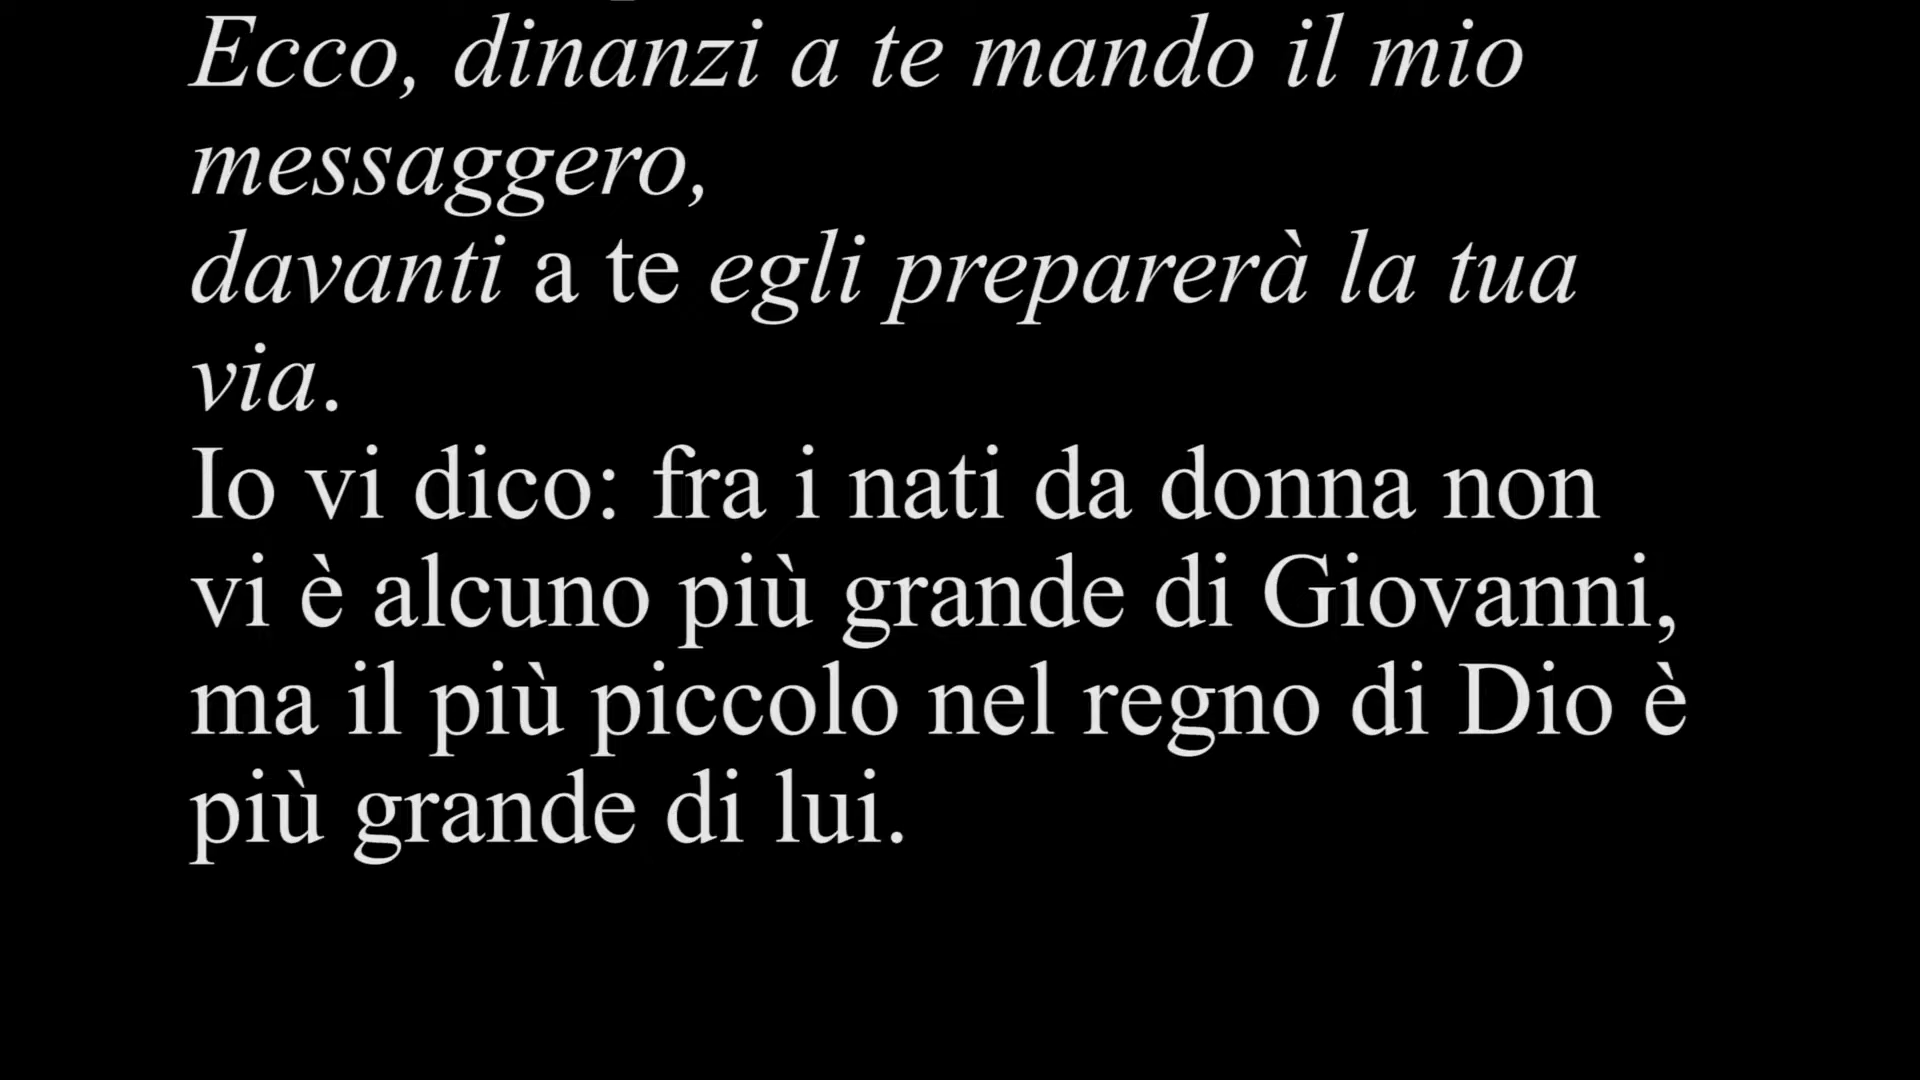 Ecco, dinanzi a te mando il mio
messaggero,
davanti a te egli preparerà la tua
via.
Io vi dico: fra i nati da donna non
vi è alcuno più grande di Giovanni,
ma il più piccolo nel regno di Dio è
più grande di lui.